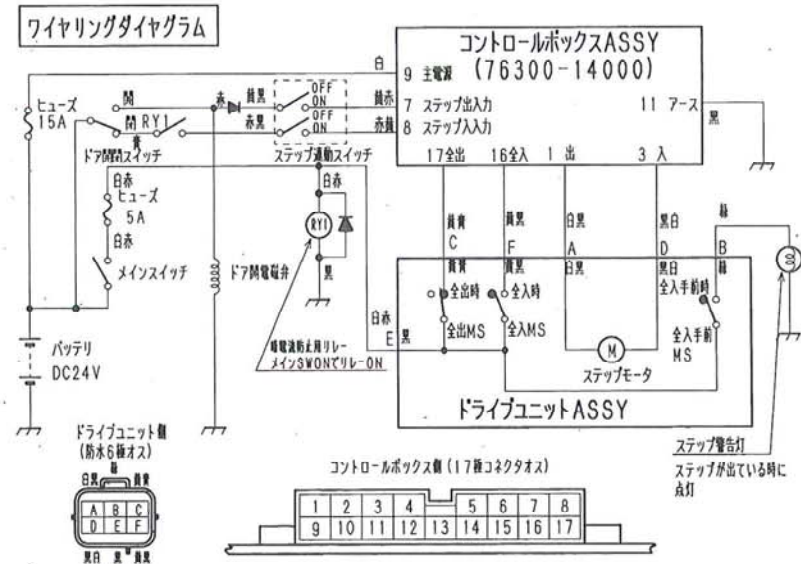 ワイヤリングダイヤグラム
コントロールボックスASSY
(76300-14000)
白
9 主電源
ヒューズ
15A
開
赤
黄黒
OFF
ON
黄赤
7 ステップ出入力
11 アース
閉 RY1
青
赤黒
OFF
ON
赤黄
8 ステップ入入力
黒
ドア開閉スイッチ
ステップ連動スイッチ
17全出 16全入 1 出 3 入
白赤
ヒューズ
5A
白赤
メインスイッチ
白赤
RY1
黒
ドア開電磁弁
黄青
C
黄黒
F
白黒
A
黒白
D
緑
B
黄青
黄黒
白黒
黒白
緑
全出時
全入時
全入手前時
白赤
E
黒
全出MS
全入MS
全入手前
MS
M
ステップモータ
暗電流防止用リレー
メインSWONでリレーON
バッテリ
DC24V
ドライブユニットASSY
ドライブユニット側
(防水6極オス)
緑
白黒 黄青
A B C
D E F
黒白 黒 黄黒
コントロールボックス側(17極コネクタオス)
1 2 3 4 5 6 7 8
9 10 11 12 13 14 15 16 17
ステップ警告灯
ステップが出ている時に
点灯